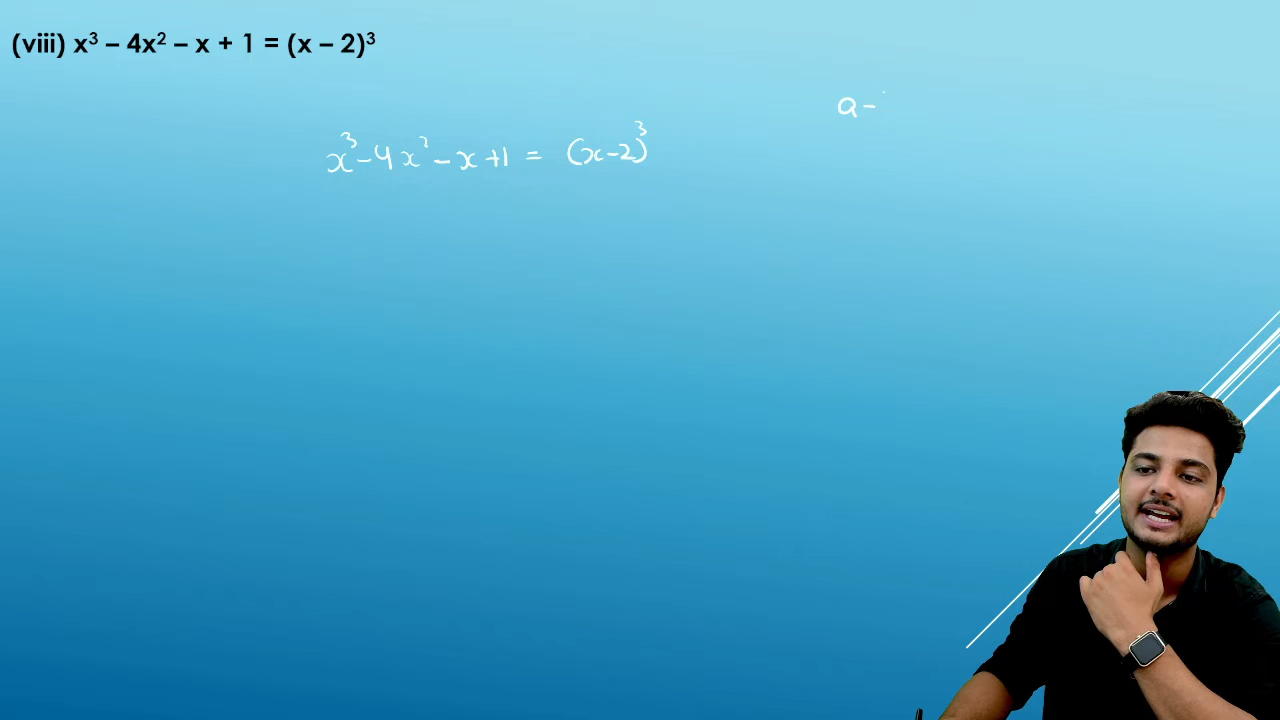 (viii) x³ – 4x² – x + 1 = (x – 2)³
a -
x³ - 4x² - x + 1 = (x - 2)³